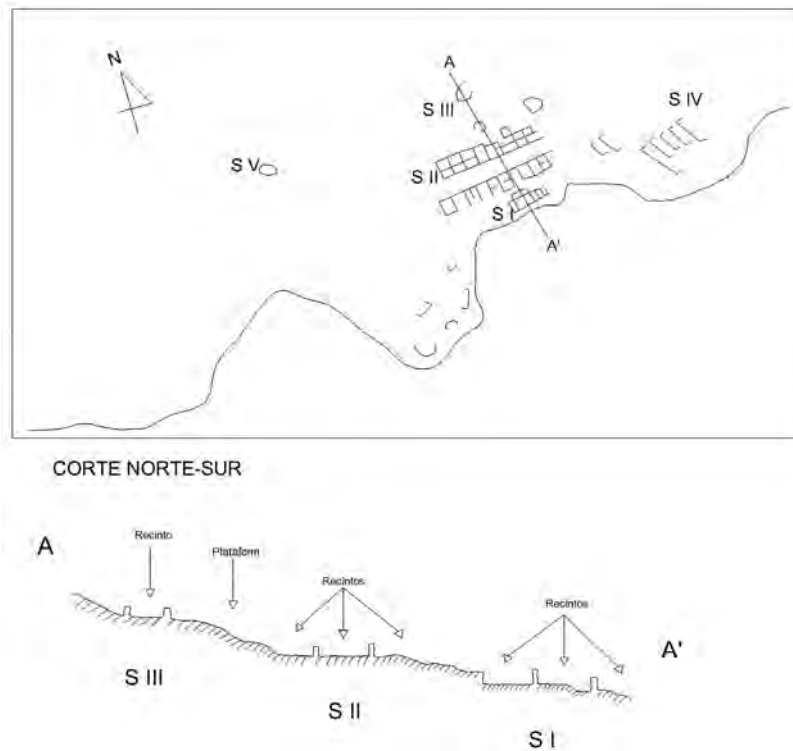 N
A
S III
S IV
S V
S II
S I
A'
CORTE NORTE-SUR
A
Recinto
Plataform
Recintos
Recintos
A'
S III
S II
S I